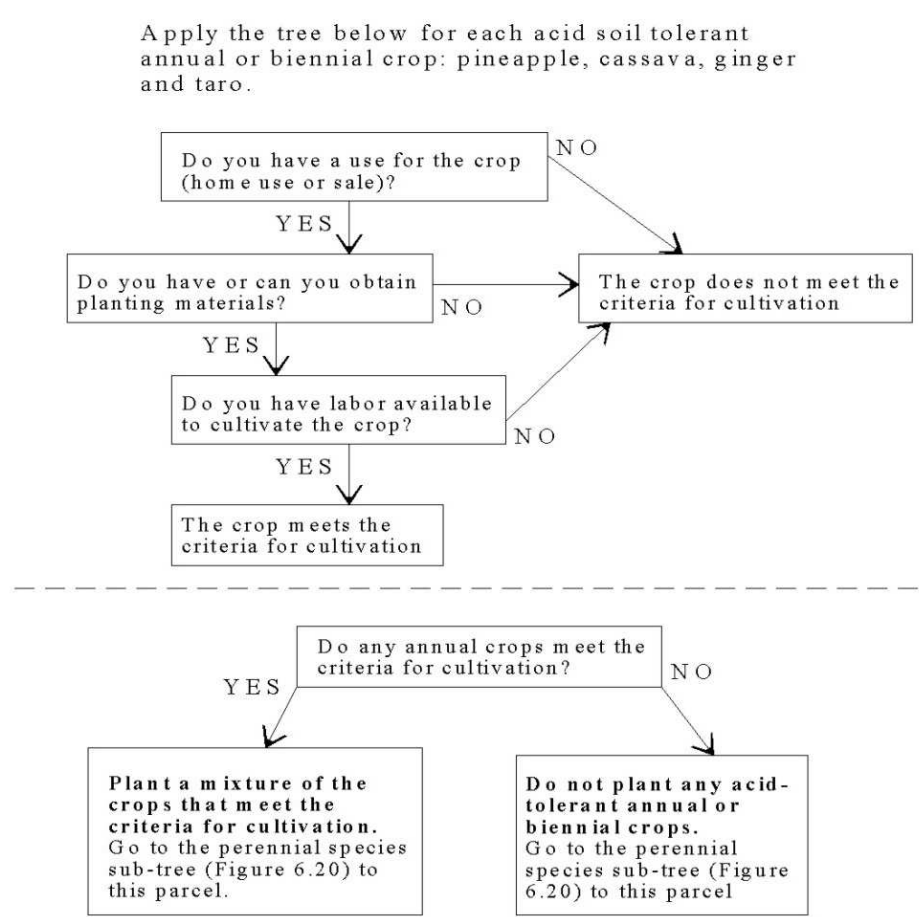 Apply the tree below for each acid soil tolerant
annual or biennial crop: pineapple, cassava, ginger
and taro.
Do you have a use for the crop
(home use or sale)?
NO
YES
Do you have or can you obtain
planting materials?
NO
The crop does not meet the
criteria for cultivation
YES
Do you have labor available
to cultivate the crop?
NO
YES
The crop meets the
criteria for cultivation
Do any annual crops meet the
criteria for cultivation?
YES
NO
Plant a mixture of the
crops that meet the
criteria for cultivation.
Go to the perennial species
sub-tree (Figure 6.20) to
this parcel.
Do not plant any acid-
tolerant annual or
biennial crops.
Go to the perennial
species sub-tree (Figure
6.20) to this parcel